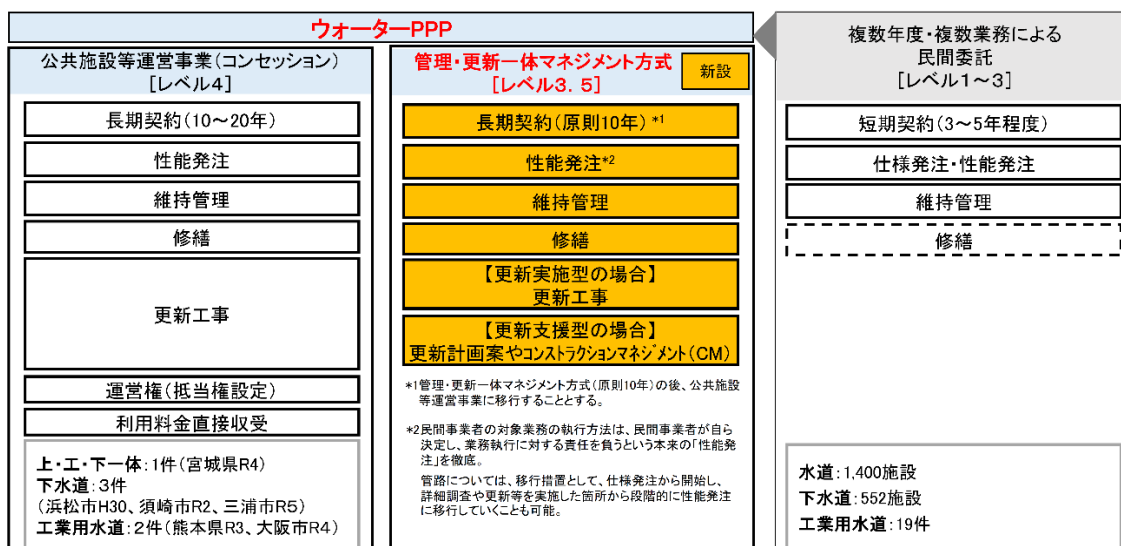 ウォーターPPP
公共施設等運営事業(コンセッション)
[レベル4]
長期契約(10～20年)
性能発注
維持管理
修繕
更新工事
運営権(抵当権設定)
利用料金直接収受
上・工・下一体:1件(宮城県R4)
下水道:3件
(浜松市H30、須崎市R2、三浦市R5)
工業用水道:2件(熊本県R3、大阪市R4)
管理・更新一体マネジメント方式
[レベル3.5]
新設
長期契約(原則10年)*1
性能発注*2
維持管理
修繕
【更新実施型の場合】
更新工事
【更新支援型の場合】
更新計画案やコンストラクションマネジメント(CM)
*1管理・更新一体マネジメント方式(原則10年)の後、公共施設
等運営事業に移行することとする。
*2民間事業者の対象業務の執行方法は、民間事業者が自ら
決定し、業務執行に対する責任を負うという本来の「性能発
注」を徹底。
管路については、移行措置として、仕様発注から開始し、
詳細調査や更新等を実施した箇所から段階的に性能発注
に移行していくことも可能。
複数年度・複数業務による
民間委託
[レベル1～3]
短期契約(3～5年程度)
仕様発注・性能発注
維持管理
修繕
水道:1,400施設
下水道:552施設
工業用水道:19件